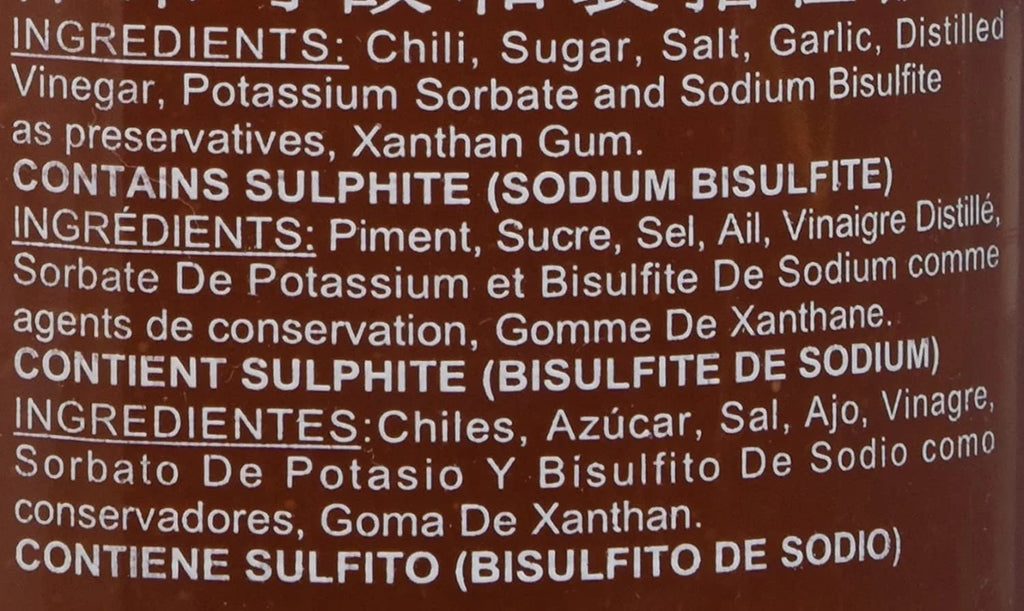 INGREDIENTS: Chili, Sugar, Salt, Garlic, Distilled
Vinegar, Potassium Sorbate and Sodium Bisulfite
as preservatives, Xanthan Gum.
CONTAINS SULPHITE (SODIUM BISULFITE)
INGRÉDIENTS: Piment, Sucre, Sel, Ail, Vinaigre Distillé,
Sorbate De Potassium et Bisulfite De Sodium comme
agents de conservation, Gomme De Xanthane.
CONTIENT SULPHITE (BISULFITE DE SODIUM)
INGREDIENTES:Chiles, Azúcar, Sal, Ajo, Vinagre,
Sorbato De Potasio Y Bisulfito De Sodio como
conservadores, Goma De Xanthan.
CONTIENE SULFITO (BISULFITO DE SODIO)